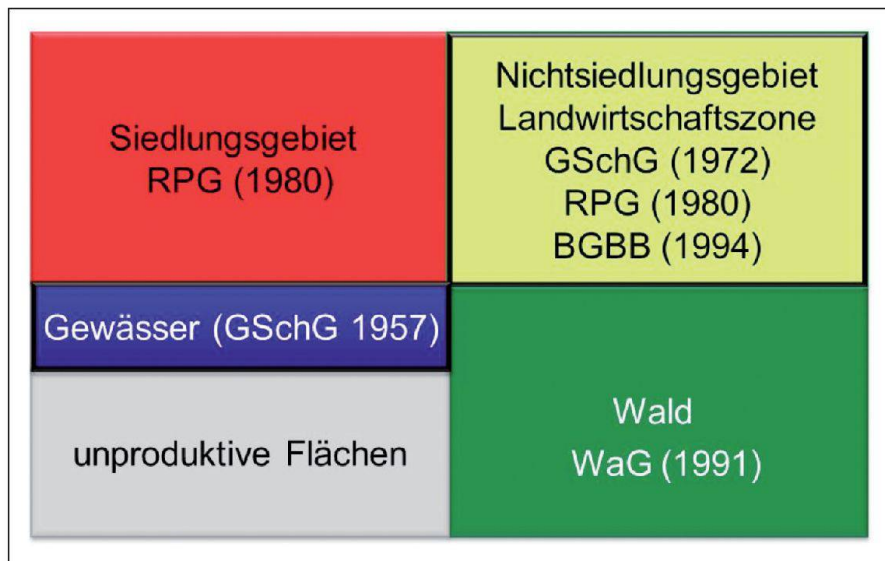 Siedlungsgebiet
RPG (1980)
Nichtsiedlungsgebiet
Landwirtschaftszone
GSchG (1972)
RPG (1980)
BGBB (1994)
Gewässer (GSchG 1957)
unproduktive Flächen
Wald
WaG (1991)